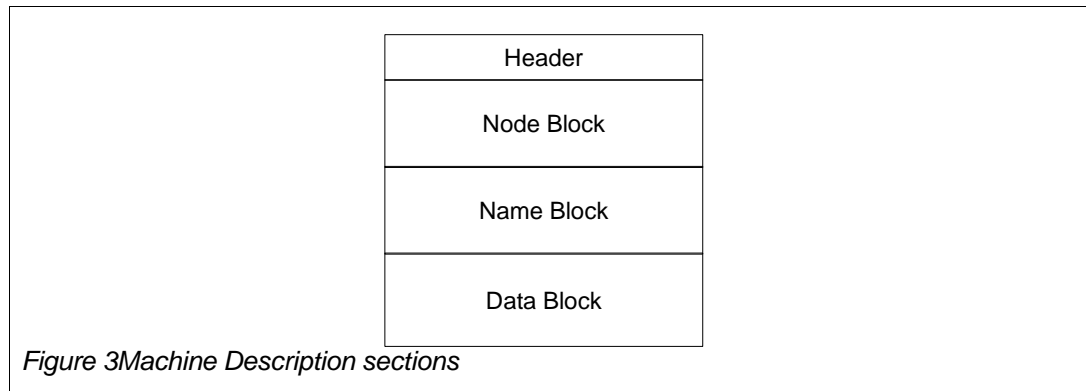 Header
Node Block
Name Block
Data Block
Figure 3Machine Description sections